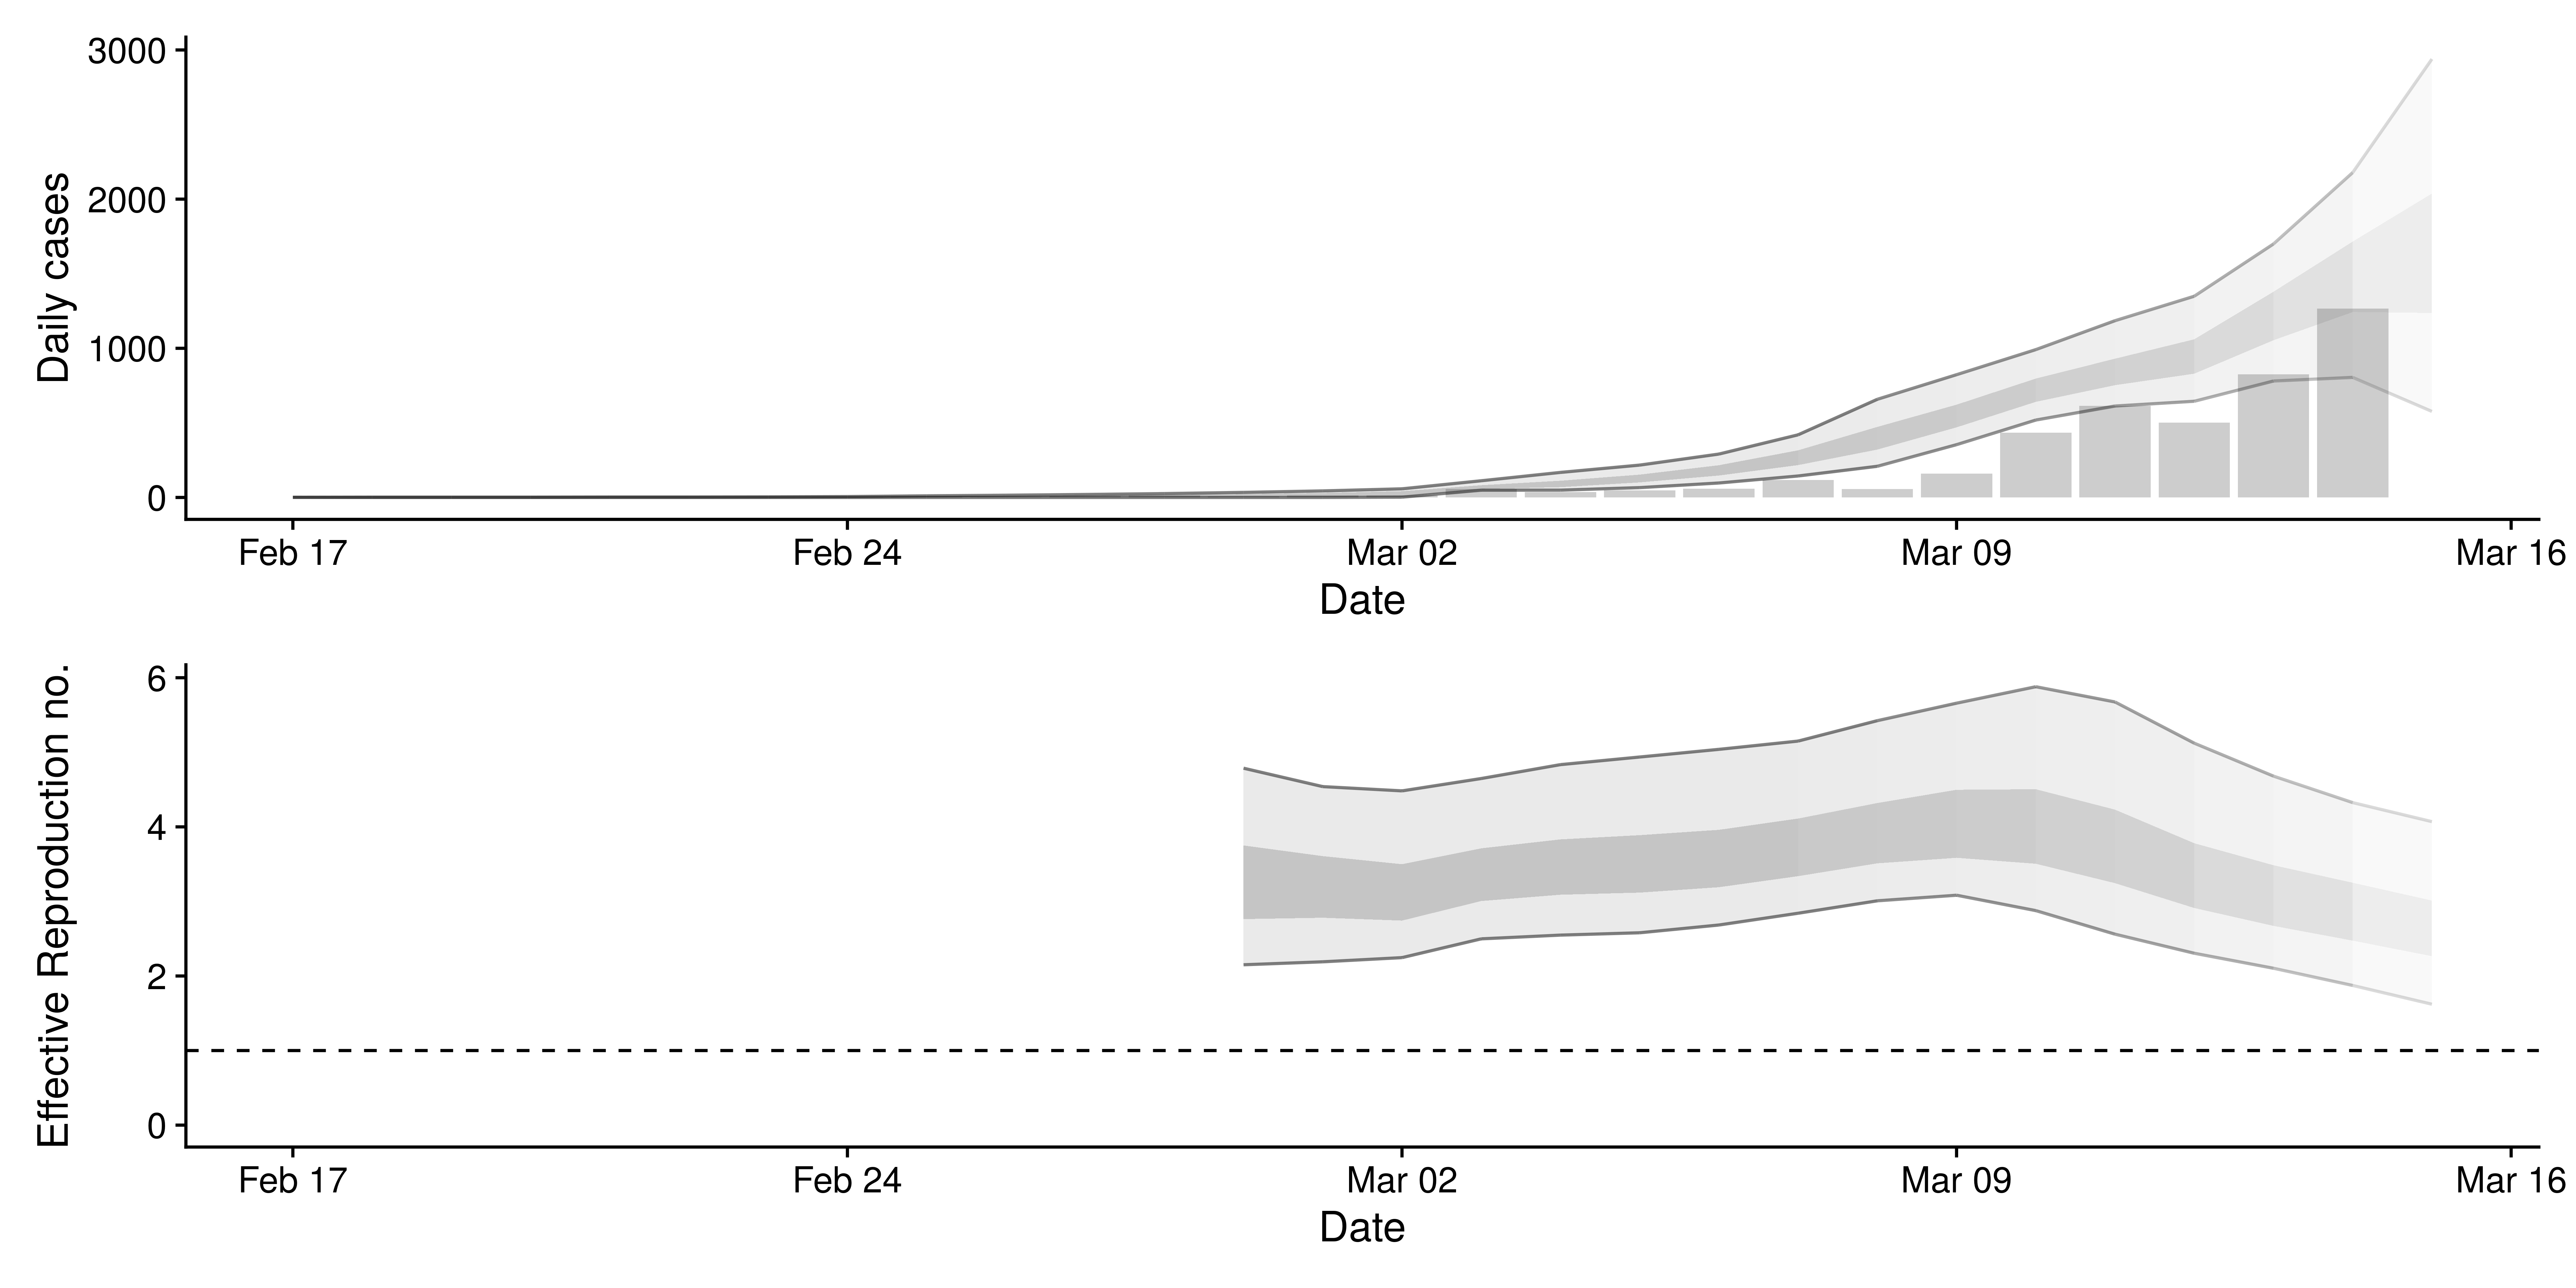 Daily cases
3000
2000
1000
0
Feb 17 Feb 24 Mar 02 Mar 09 Mar 16
Date
Effective Reproduction no.
6
4
2
0
Feb 17 Feb 24 Mar 02 Mar 09 Mar 16
Date